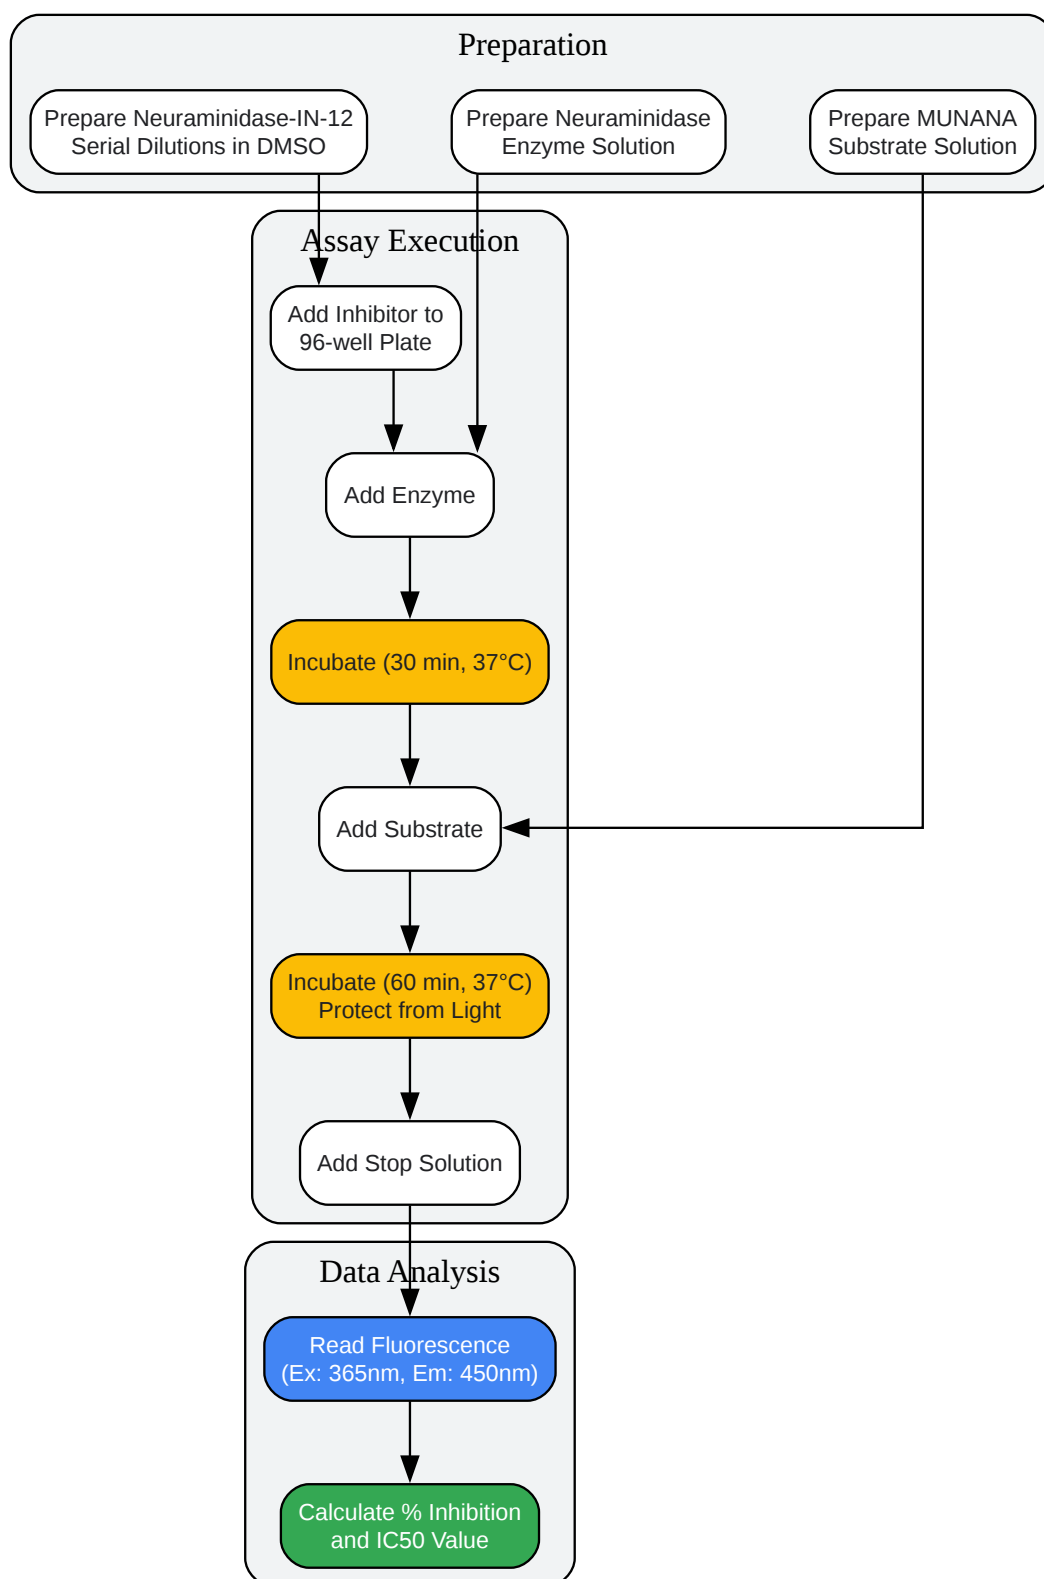 Preparation
Prepare Neuraminidase-IN-12
Serial Dilutions in DMSO
Prepare Neuraminidase
Enzyme Solution
Prepare MUNANA
Substrate Solution
Assay Execution
Add Inhibitor to
96-well Plate
Add Enzyme
Incubate (30 min, 37°C)
Add Substrate
Incubate (60 min, 37°C)
Protect from Light
Add Stop Solution
Data Analysis
Read Fluorescence
(Ex: 365nm, Em: 450nm)
Calculate % Inhibition
and IC50 Value